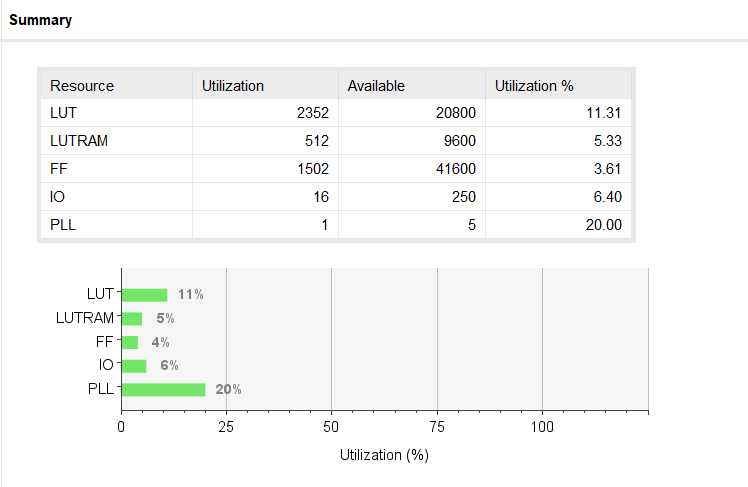 Summary
Resource Utilization Available Utilization %
LUT 2352 20800 11.31
LUTRAM 512 9600 5.33
FF 1502 41600 3.61
IO 16 250 6.40
PLL 1 5 20.00
LUT 11%
LUTRAM 5%
FF 4%
IO 6%
PLL 20%
0 25 50 75 100
Utilization (%)